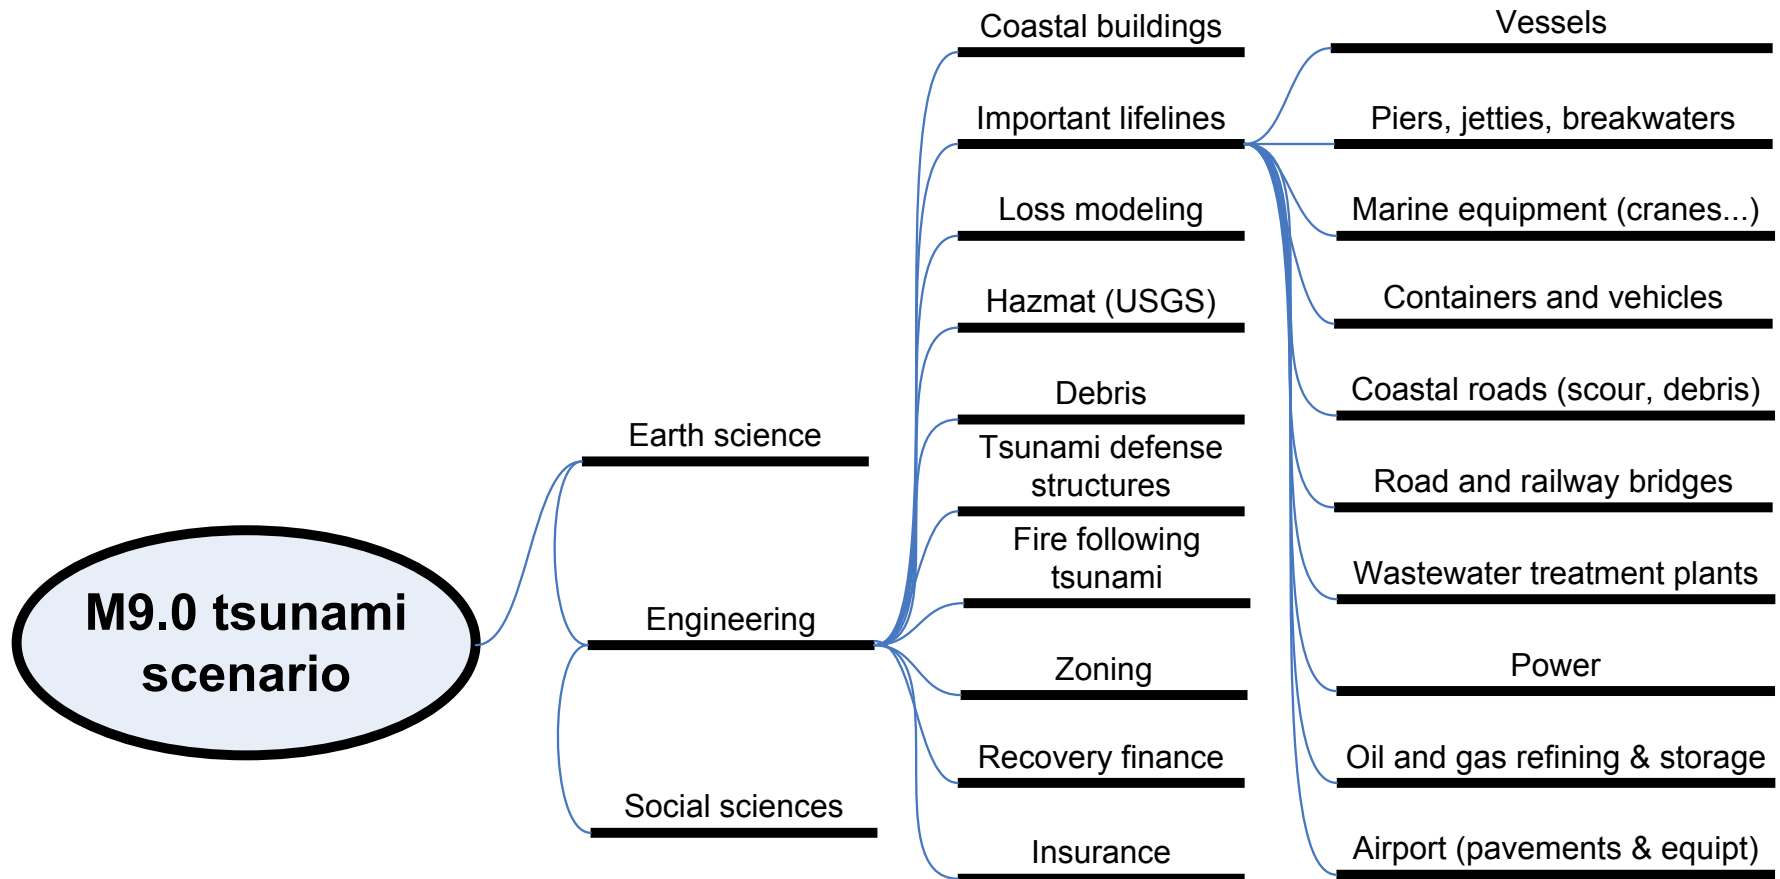 M9.0 tsunami
scenario
Earth science
Engineering
Social sciences
Coastal buildings
Important lifelines
Loss modeling
Hazmat (USGS)
Debris
Tsunami defense
structures
Fire following
tsunami
Zoning
Recovery finance
Insurance
Vessels
Piers, jetties, breakwaters
Marine equipment (cranes...)
Containers and vehicles
Coastal roads (scour, debris)
Road and railway bridges
Wastewater treatment plants
Power
Oil and gas refining & storage
Airport (pavements & equipt)